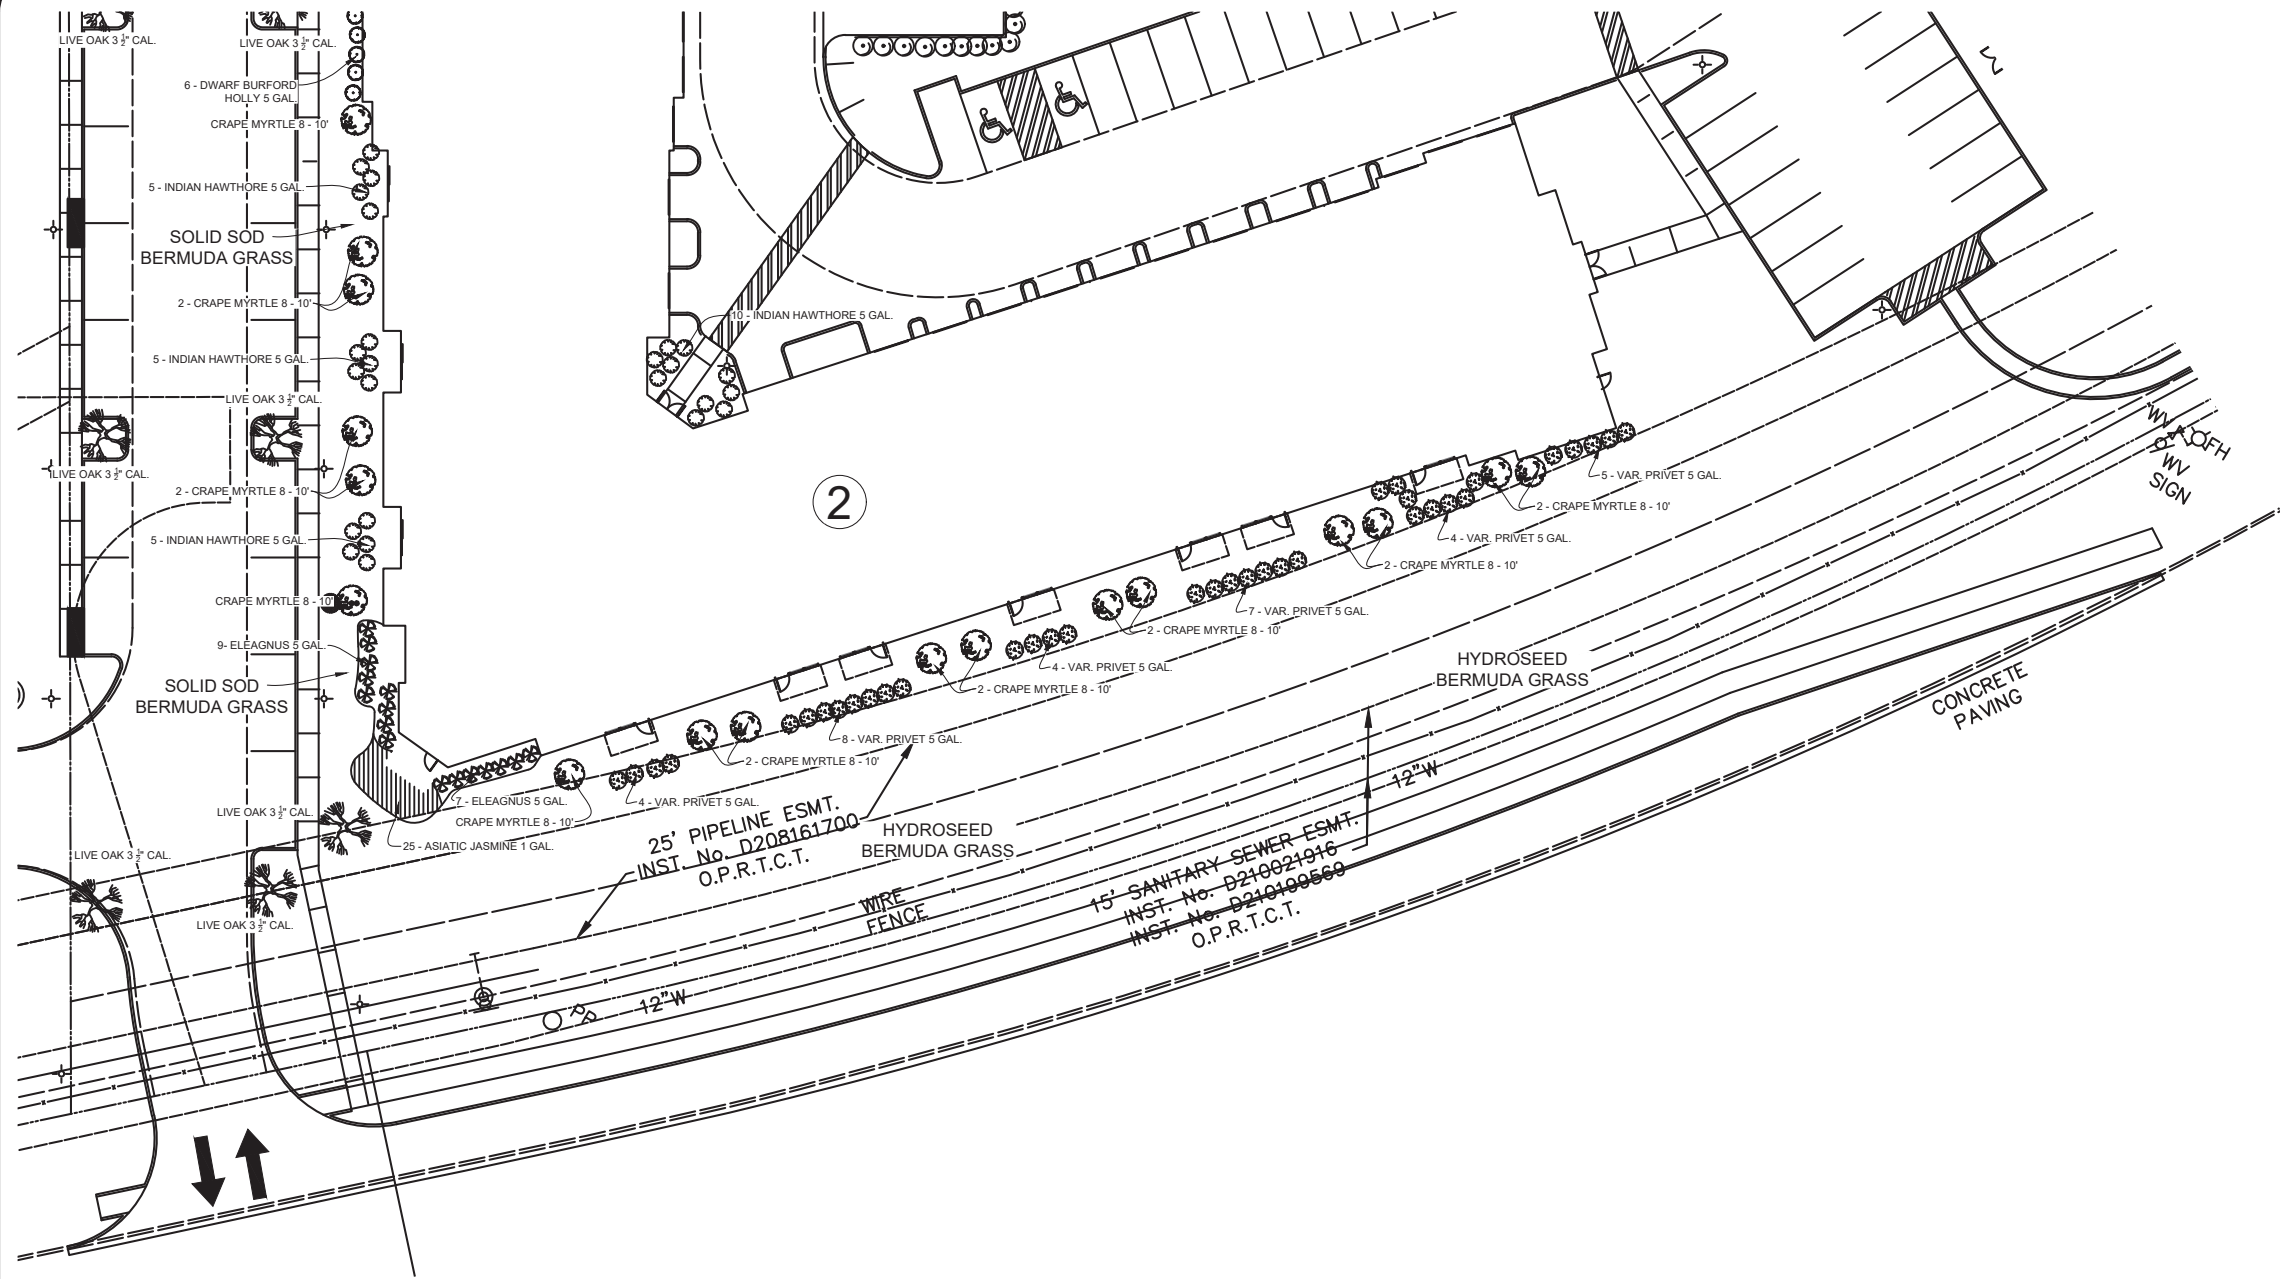 LIVE OAK 3 ½" CAL.
LIVE OAK 3 ½" CAL.
6 - DWARF BURFORD
HOLLY 5 GAL.
CRAPE MYRTLE 8 - 10'
5 - INDIAN HAWTHORE 5 GAL.
SOLID SOD
BERMUDA GRASS
2 - CRAPE MYRTLE 8 - 10'
10 - INDIAN HAWTHORE 5 GAL.
5 - INDIAN HAWTHORE 5 GAL.
LIVE OAK 3 ½" CAL.
LIVE OAK 3 ½" CAL.
2 - CRAPE MYRTLE 8 - 10'
2
5 - INDIAN HAWTHORE 5 GAL.
CRAPE MYRTLE 8 - 10'
9- ELEAGNUS 5 GAL.
SOLID SOD
BERMUDA GRASS
WV
FH
WV
SIGN
5 - VAR. PRIVET 5 GAL.
2 - CRAPE MYRTLE 8 - 10'
4 - VAR. PRIVET 5 GAL.
2 - CRAPE MYRTLE 8 - 10'
7 - VAR. PRIVET 5 GAL.
2 - CRAPE MYRTLE 8 - 10'
4 - VAR. PRIVET 5 GAL.
2 - CRAPE MYRTLE 8 - 10'
8 - VAR. PRIVET 5 GAL.
2 - CRAPE MYRTLE 8 - 10'
4 - VAR. PRIVET 5 GAL.
7 - ELEAGNUS 5 GAL.
CRAPE MYRTLE 8 - 10'
25 - ASIATIC JASMINE 1 GAL.
LIVE OAK 3 ½" CAL.
LIVE OAK 3 ½" CAL.
LIVE OAK 3 ½" CAL.
HYDROSEED
BERMUDA GRASS
CONCRETE
PAVING
25' PIPELINE ESMT.
INST. No. D208161700
O.P.R.T.C.T.
HYDROSEED
BERMUDA GRASS
12"W
15' SANITARY SEWER ESMT.
INST. No. D210021916
INST. No. D210199569
O.P.R.T.C.T.
WIRE
FENCE
12"W
PP